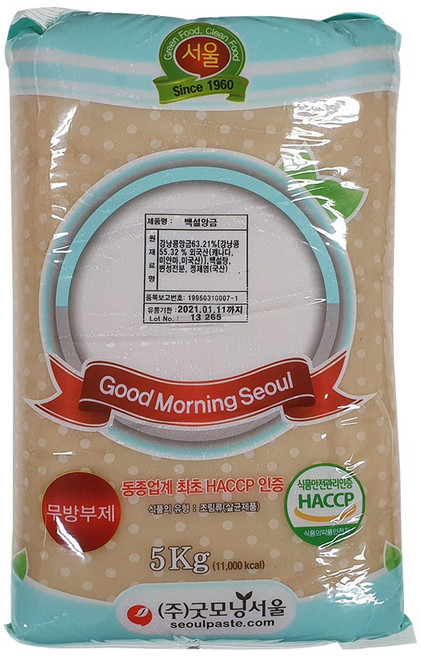 Green Food, Clean Food
서울
Since 1960
제품명 : 백설앙금
원재료명
강낭콩앙금63.21%[강낭콩
55.32 % 외국산(캐나다,
미얀마,미국산)],백설탕,
변성전분, 정제염(국산)
품목보고번호: 19950310007-1
유통기한 : 2021.01.11까지
Lot No.: 13 265
Good Morning Seoul
동종업계 최초 HACCP 인증
식품의 유형 : 조림류(살균제품)
무방부제
식품안전관리인증
HACCP
식품의약품안전처
5Kg (11,000 kcal)
(주)굿모닝서울
seoulpaste.com